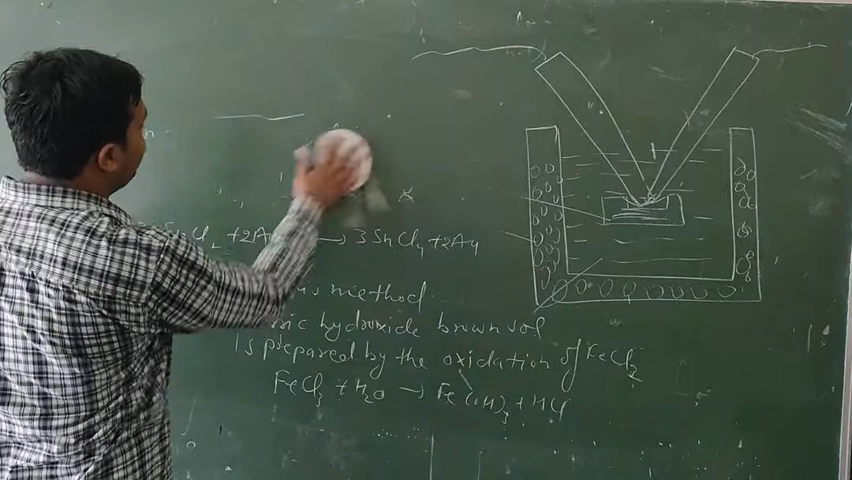 +2A → 3SnCl4 + 2Au
method
hydroxide brown sol
is prepared by the oxidation of FeCl2
FeCl3 + H2O → Fe(OH)3 + HCl